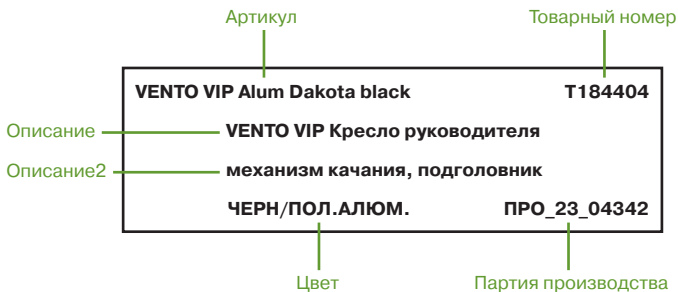 Артикул Товарный номер
VENTO VIP Alum Dakota black T184404
Описание VENTO VIP Кресло руководителя
Описание2 механизм качания, подголовник
ЧЕРН/ПОЛ.АЛЮМ. ПРО_23_04342
Цвет Партия производства